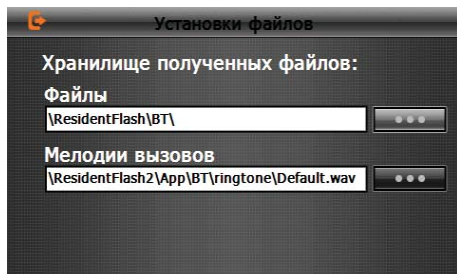 Установки файлов
Хранилище полученных файлов:
Файлы
\ResidentFlash\BT\
Мелодии вызовов
\ResidentFlash2\App\BT\ringtone\Default.wav